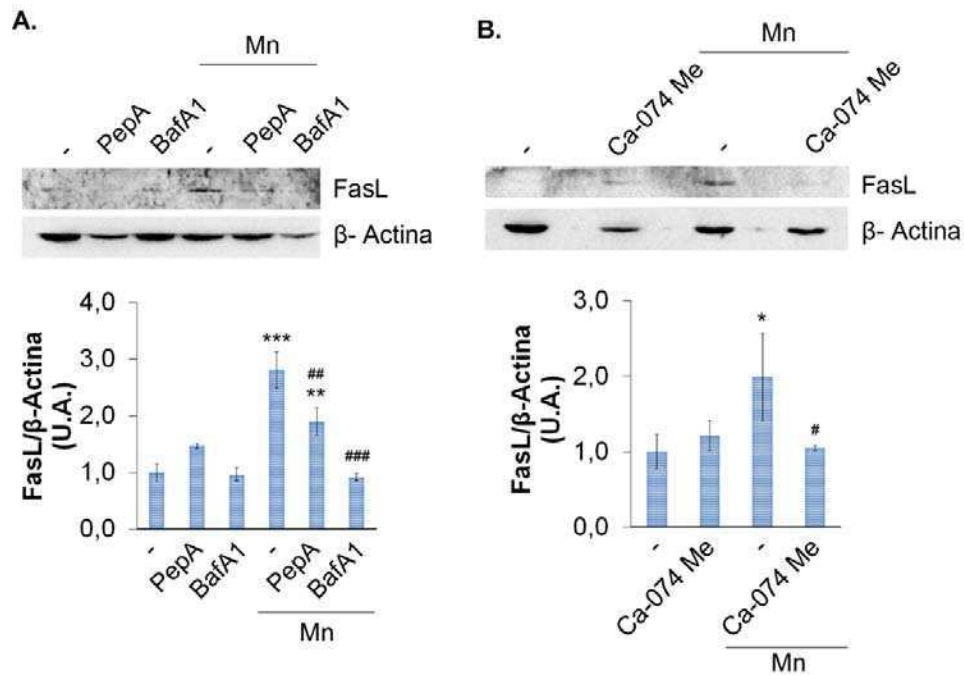 A.
Mn
- PepA BafA1 - PepA BafA1
FasL
β- Actina
FasL/β-Actina
(U.A.)
4,0
3,0
2,0
1,0
0,0
***
##
**
###
- PepA BafA1 - PepA BafA1
Mn
B.
Mn
- Ca-074 Me - Ca-074 Me
FasL
β- Actina
FasL/β-Actina
(U.A.)
3,0
2,0
1,0
0,0
*
#
- Ca-074 Me - Ca-074 Me
Mn